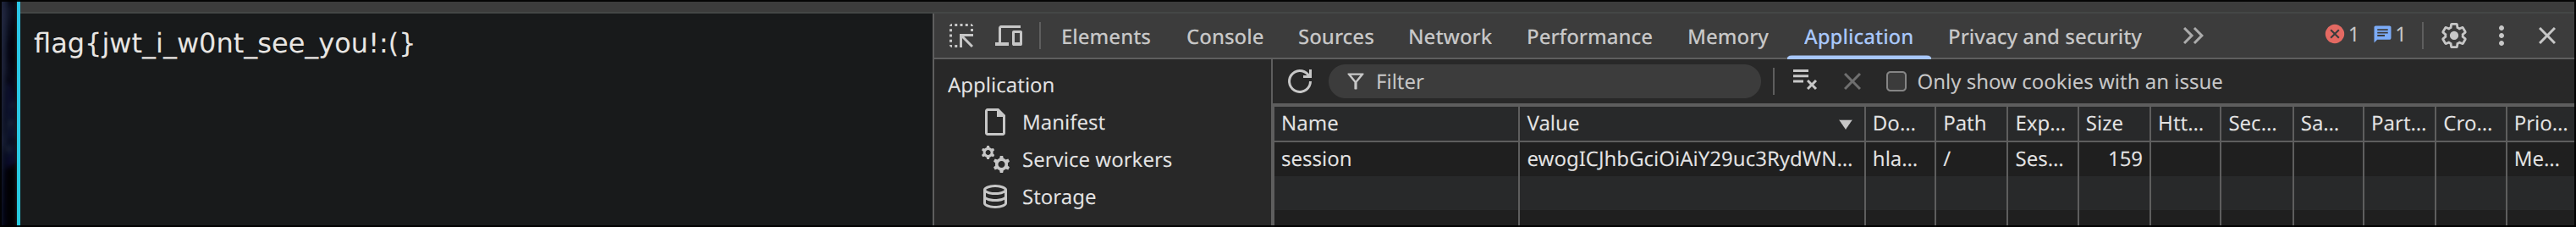 flag{jwt_i_w0nt_see_you!:(}
Elements Console Sources Network Performance Memory Application Privacy and security 1 1
Application
Filter Only show cookies with an issue
Manifest
Service workers
Storage
Name Value Do... Path Exp... Size Htt... Sec... Sa... Part... Cro... Prio...
session ewogICJhbGciOiAiY29uc3RydWN... hla... / Ses... 159 Me...